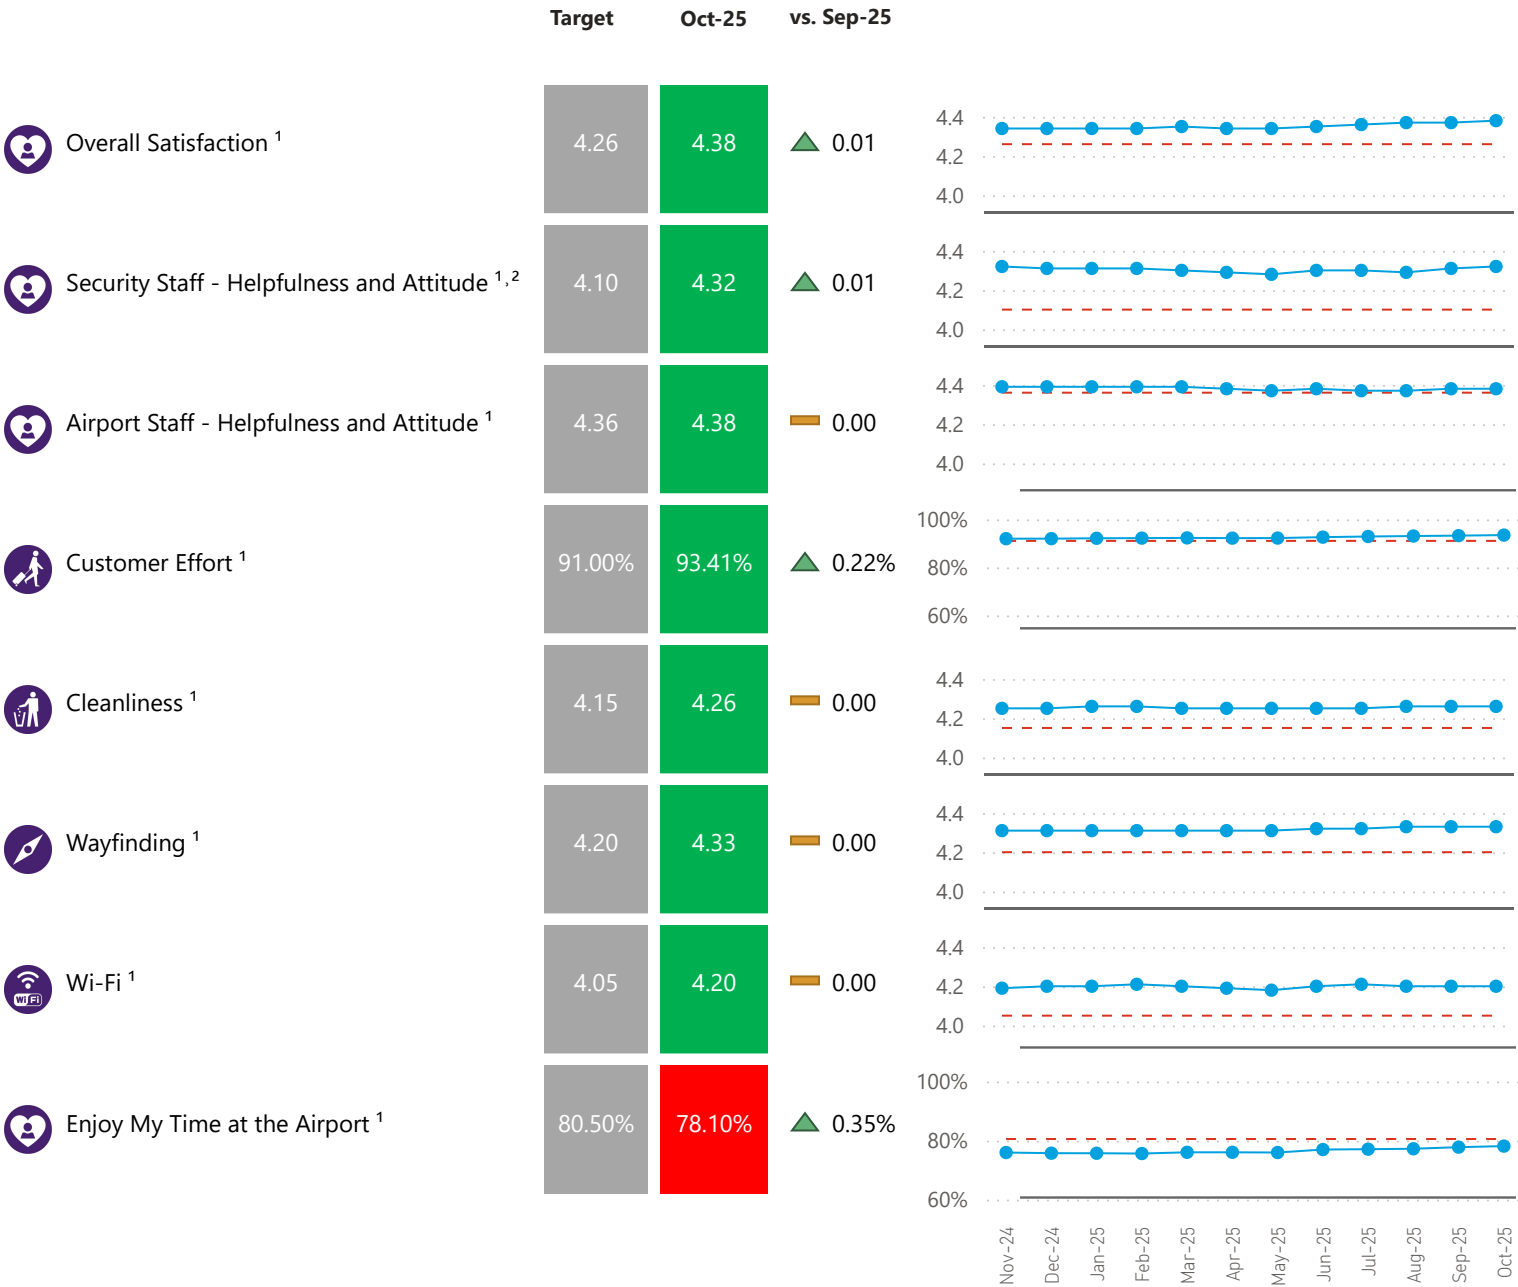 Target Oct-25 vs. Sep-25
Overall Satisfaction ¹ 4.26 4.38 0.01
4.4
4.2
4.0
Security Staff - Helpfulness and Attitude ¹˒² 4.10 4.32 0.01
4.4
4.2
4.0
Airport Staff - Helpfulness and Attitude ¹ 4.36 4.38 0.00
4.4
4.2
4.0
Customer Effort ¹ 91.00% 93.41% 0.22%
100%
80%
60%
Cleanliness ¹ 4.15 4.26 0.00
4.4
4.2
4.0
Wayfinding ¹ 4.20 4.33 0.00
4.4
4.2
4.0
WiFi
Wi-Fi ¹ 4.05 4.20 0.00
4.4
4.2
4.0
Enjoy My Time at the Airport ¹ 80.50% 78.10% 0.35%
100%
80%
60%
Nov-24
Dec-24
Jan-25
Feb-25
Mar-25
Apr-25
May-25
Jun-25
Jul-25
Aug-25
Sep-25
Oct-25